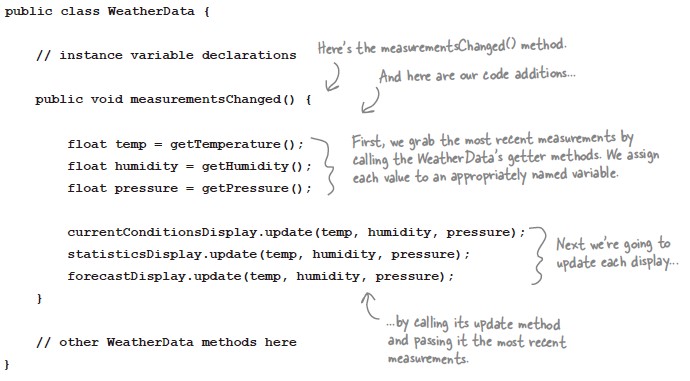 public class WeatherData {
// instance variable declarations
Here's the measurementsChanged() method.
And here are our code additions...
public void measurementsChanged() {
float temp = getTemperature();
float humidity = getHumidity();
float pressure = getPressure();
First, we grab the most recent measurements by
calling the WeatherData's getter methods. We assign
each value to an appropriately named variable.
currentConditionsDisplay.update(temp, humidity, pressure);
statisticsDisplay.update(temp, humidity, pressure);
forecastDisplay.update(temp, humidity, pressure);
Next we're going to
update each display...
}
...by calling its update method
and passing it the most recent
measurements.
// other WeatherData methods here
}